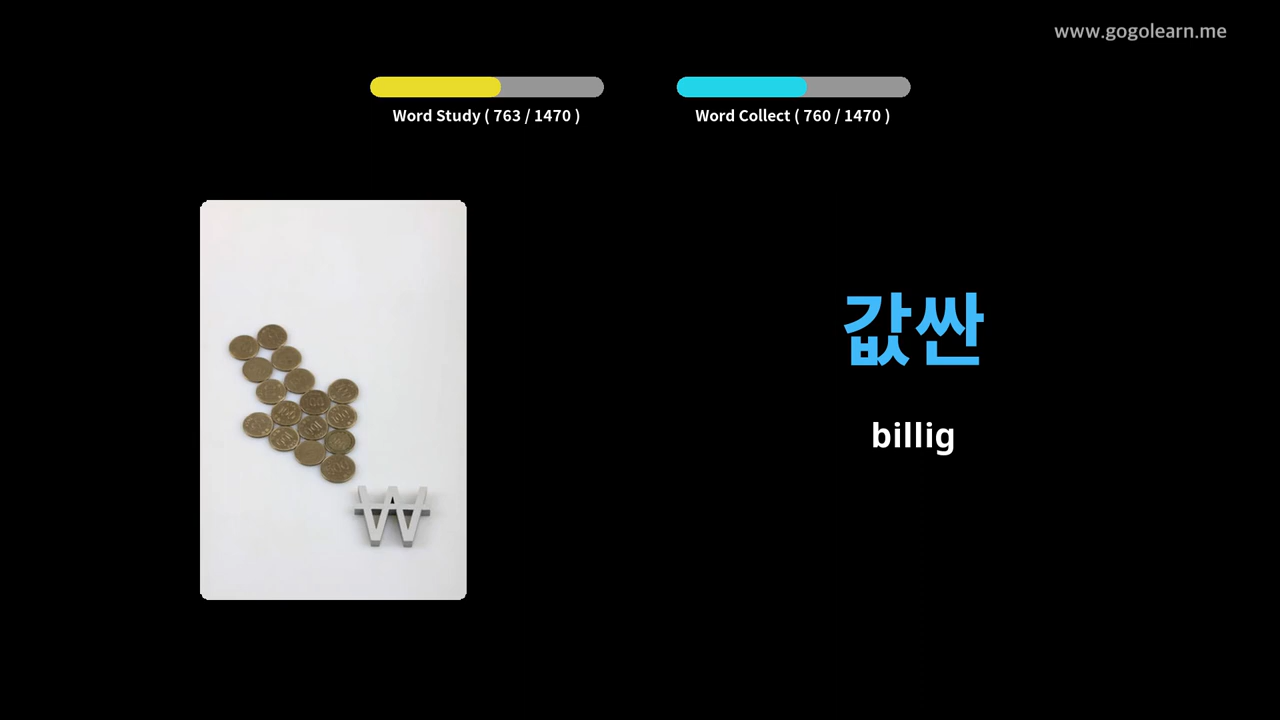 www.gogolearn.me
Word Study ( 763 / 1470 )
Word Collect ( 760 / 1470 )
값싼
billig
₩